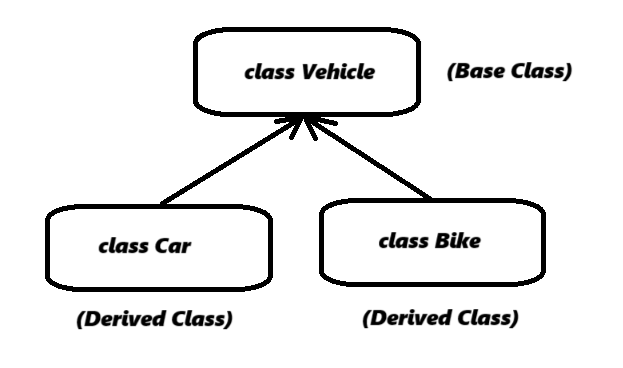 class Vehicle
(Base Class)
class Car
class Bike
(Derived Class)
(Derived Class)